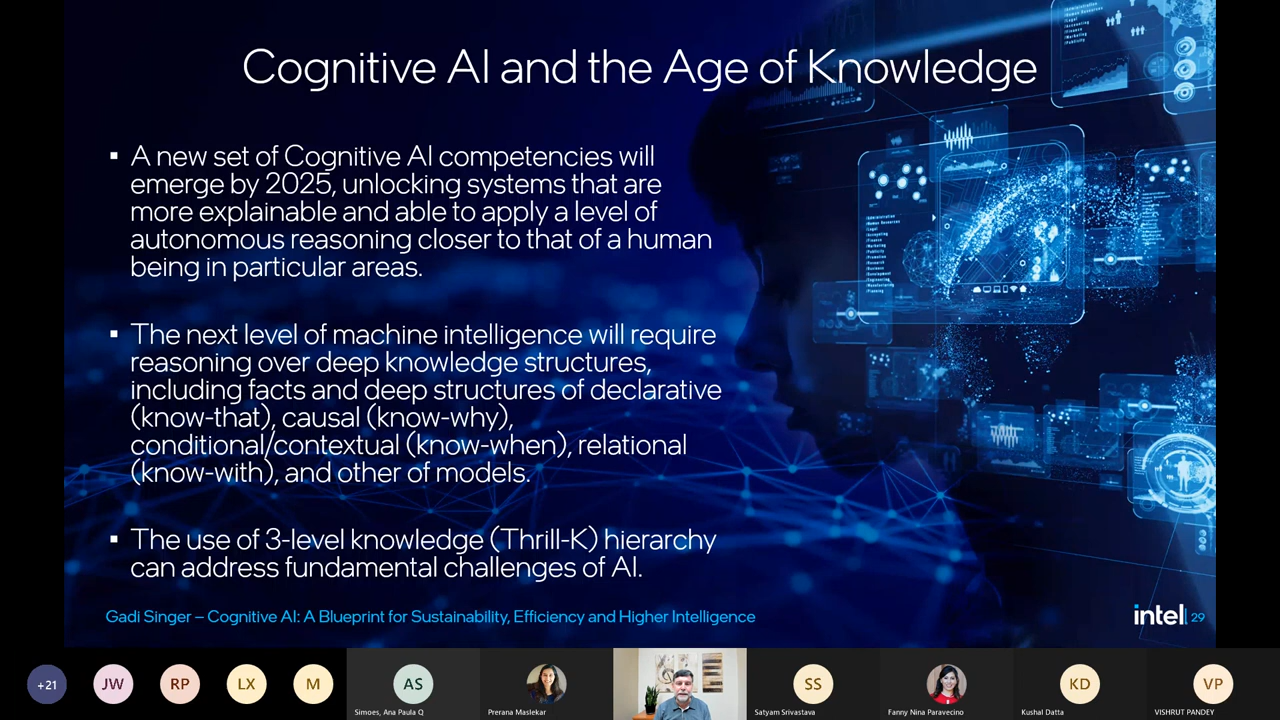 Cognitive AI and the Age of Knowledge
▪ A new set of Cognitive AI competencies will
emerge by 2025, unlocking systems that are
more explainable and able to apply a level of
autonomous reasoning closer to that of a human
being in particular areas.
▪ The next level of machine intelligence will require
reasoning over deep knowledge structures,
including facts and deep structures of declarative
(know-that), causal (know-why),
conditional/contextual (know-when), relational
(know-with), and other of models.
▪ The use of 3-level knowledge (Thrill-K) hierarchy
can address fundamental challenges of AI.
Gadi Singer – Cognitive AI: A Blueprint for Sustainability, Efficiency and Higher Intelligence
intel 29
+21 JW RP LX M AS SS KD VP
Simoes, Ana Paula Q Prerana Maslekar Satyam Srivastava Fanny Nina Paravecino Kushal Datta VISHRUT PANDEY